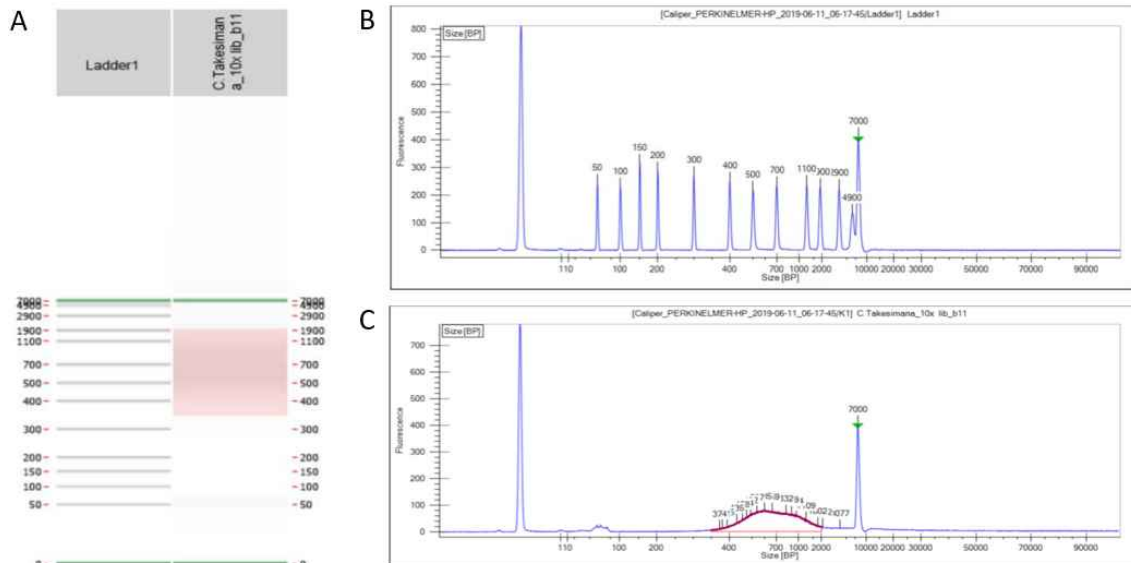 A
Ladder1
C.Takesiman
a_10x lib_b11
7000 7000
4900 4900
2900 2900
1900 1900
1100 1100
700 700
500 500
400 400
300 300
200 200
150 150
100 100
50 50
B
[Caliper_PERKINELMER-HP_2019-06-11_06-17-45/Ladder1] Ladder1
Size [BP]
Fluorescence
800
700
600
500
400
300
200
100
0
50 100 150 200 300 400 500 700 1100 4900 7000
110 100 200 400 700 1000 2000 10000 20000 30000 50000 70000 90000
Size [BP]
C
[Caliper_PERKINELMER-HP_2019-06-11_06-17-45/K1] C.Takesimana_10x lib_b11
Size [BP]
Fluorescence
700
600
500
400
300
200
100
0
7000
110 100 200 400 700 1000 2000 10000 20000 30000 50000 70000 90000
Size [BP]